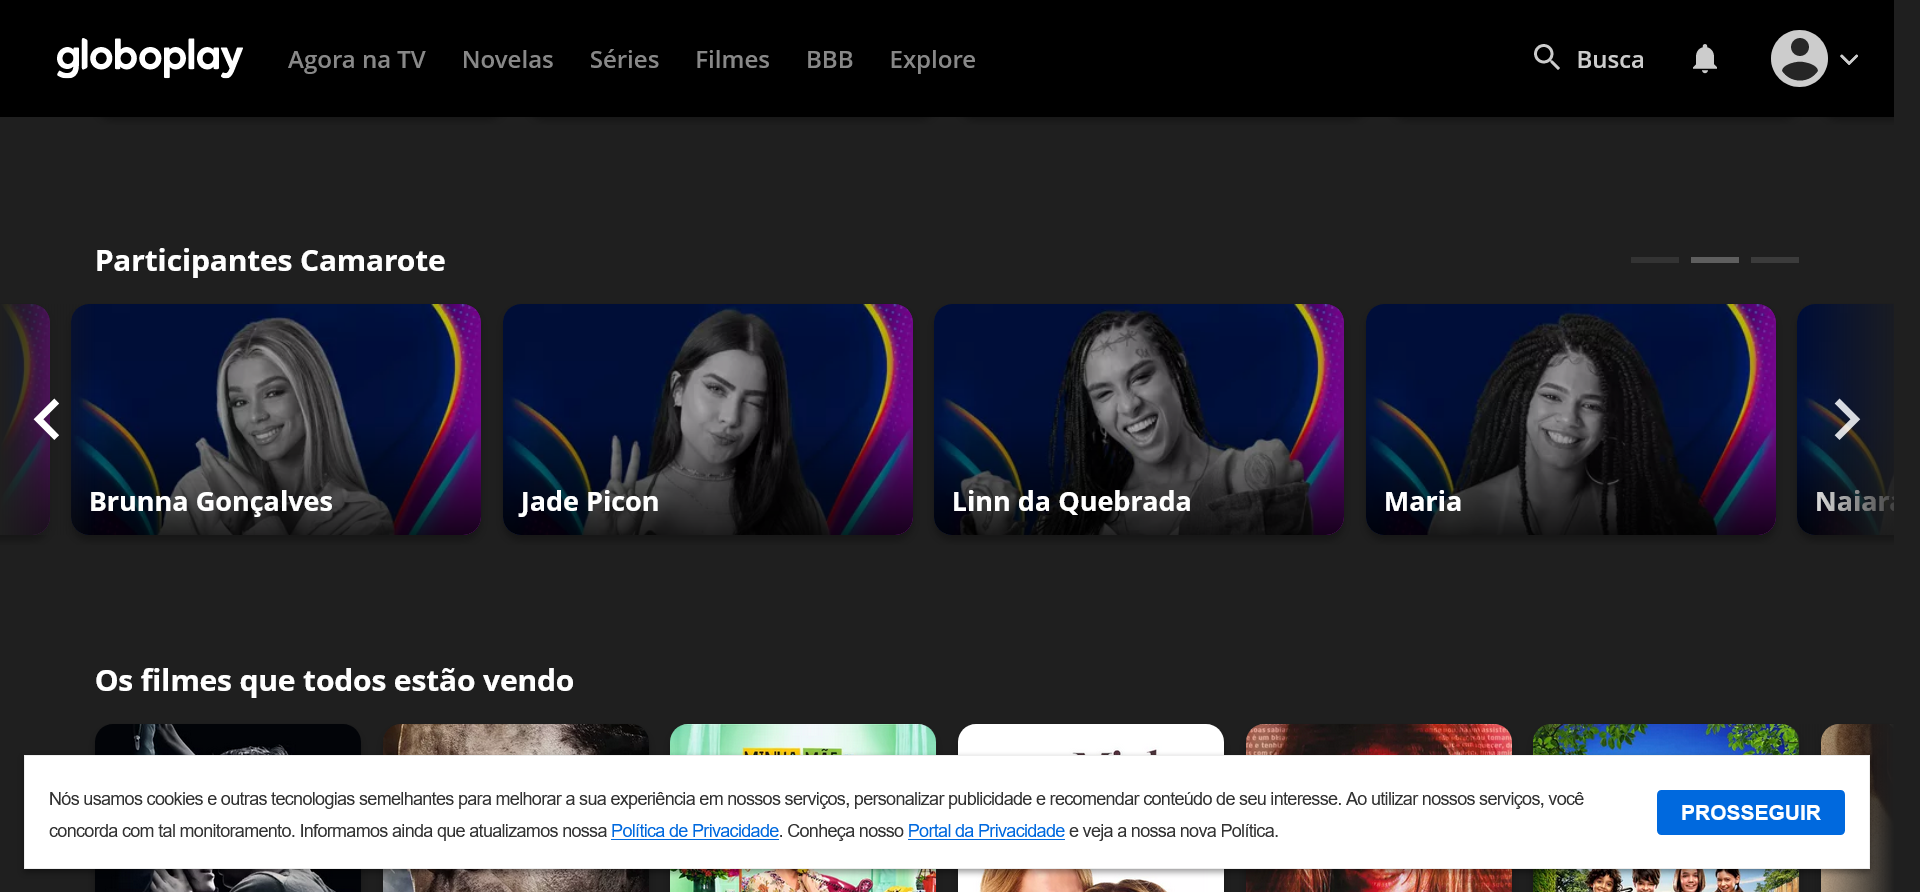 globoplay
Agora na TV
Novelas
Séries
Filmes
BBB
Explore
Busca
Participantes Camarote
Brunna Gonçalves
Jade Picon
Linn da Quebrada
Maria
Naiara
Os filmes que todos estão vendo
MINHA MÃE
Nós usamos cookies e outras tecnologias semelhantes para melhorar a sua experiência em nossos serviços, personalizar publicidade e recomendar conteúdo de seu interesse. Ao utilizar nossos serviços, você
concorda com tal monitoramento. Informamos ainda que atualizamos nossa Política de Privacidade. Conheça nosso Portal da Privacidade e veja a nossa nova Política.
PROSSEGUIR